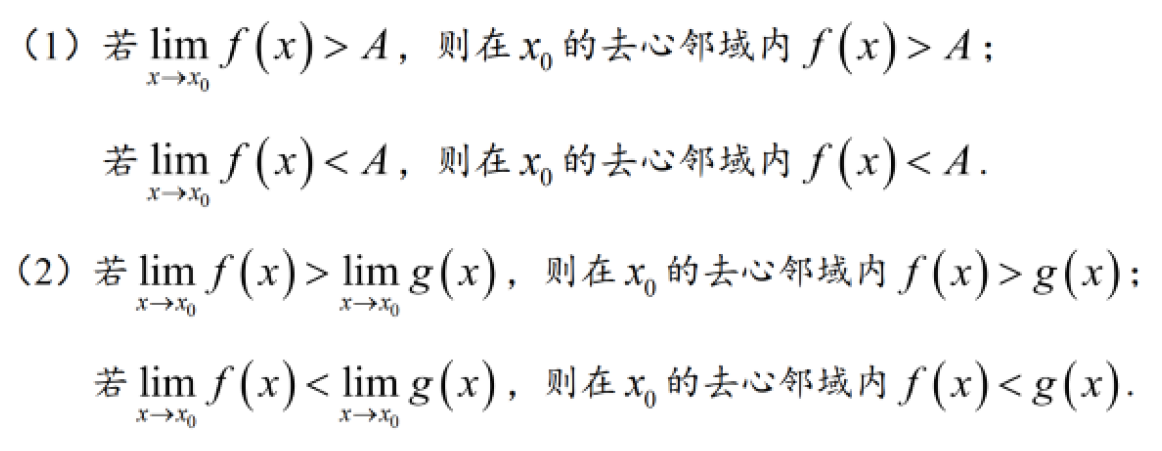 （1）若 $\lim_{x \to x_0} f(x) > A$，则在 $x_0$ 的去心邻域内 $f(x) > A$；
若 $\lim_{x \to x_0} f(x) < A$，则在 $x_0$ 的去心邻域内 $f(x) < A$.
（2）若 $\lim_{x \to x_0} f(x) > \lim_{x \to x_0} g(x)$，则在 $x_0$ 的去心邻域内 $f(x) > g(x)$；
若 $\lim_{x \to x_0} f(x) < \lim_{x \to x_0} g(x)$，则在 $x_0$ 的去心邻域内 $f(x) < g(x)$.